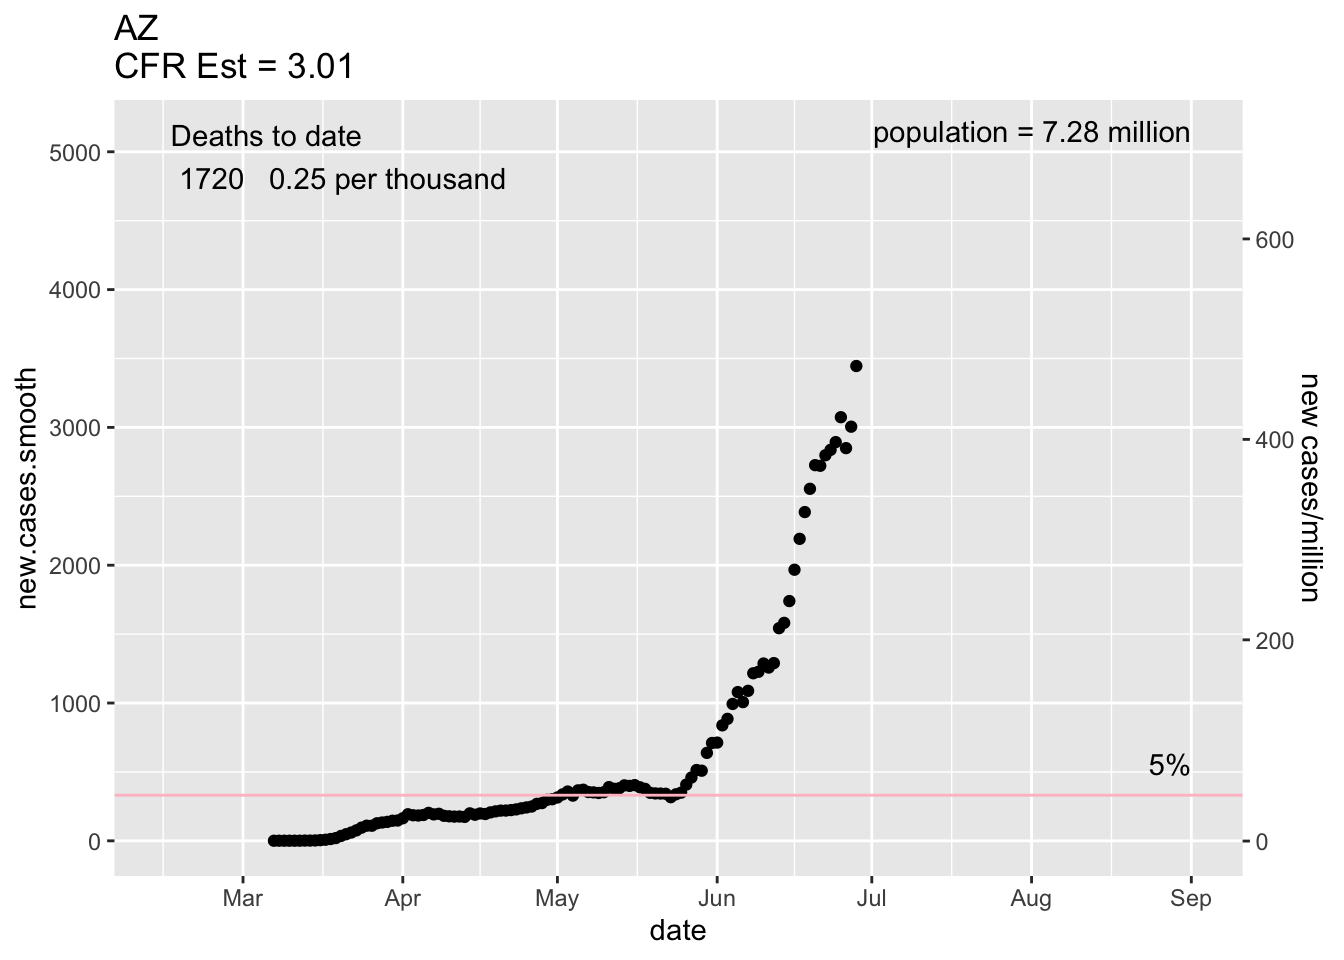 AZ
CFR Est = 3.01
Deaths to date
1720 0.25 per thousand
population = 7.28 million
5000
4000
3000
2000
1000
0
new.cases.smooth
600
400
200
0
new cases/million
5%
Mar Apr May Jun Jul Aug Sep
date